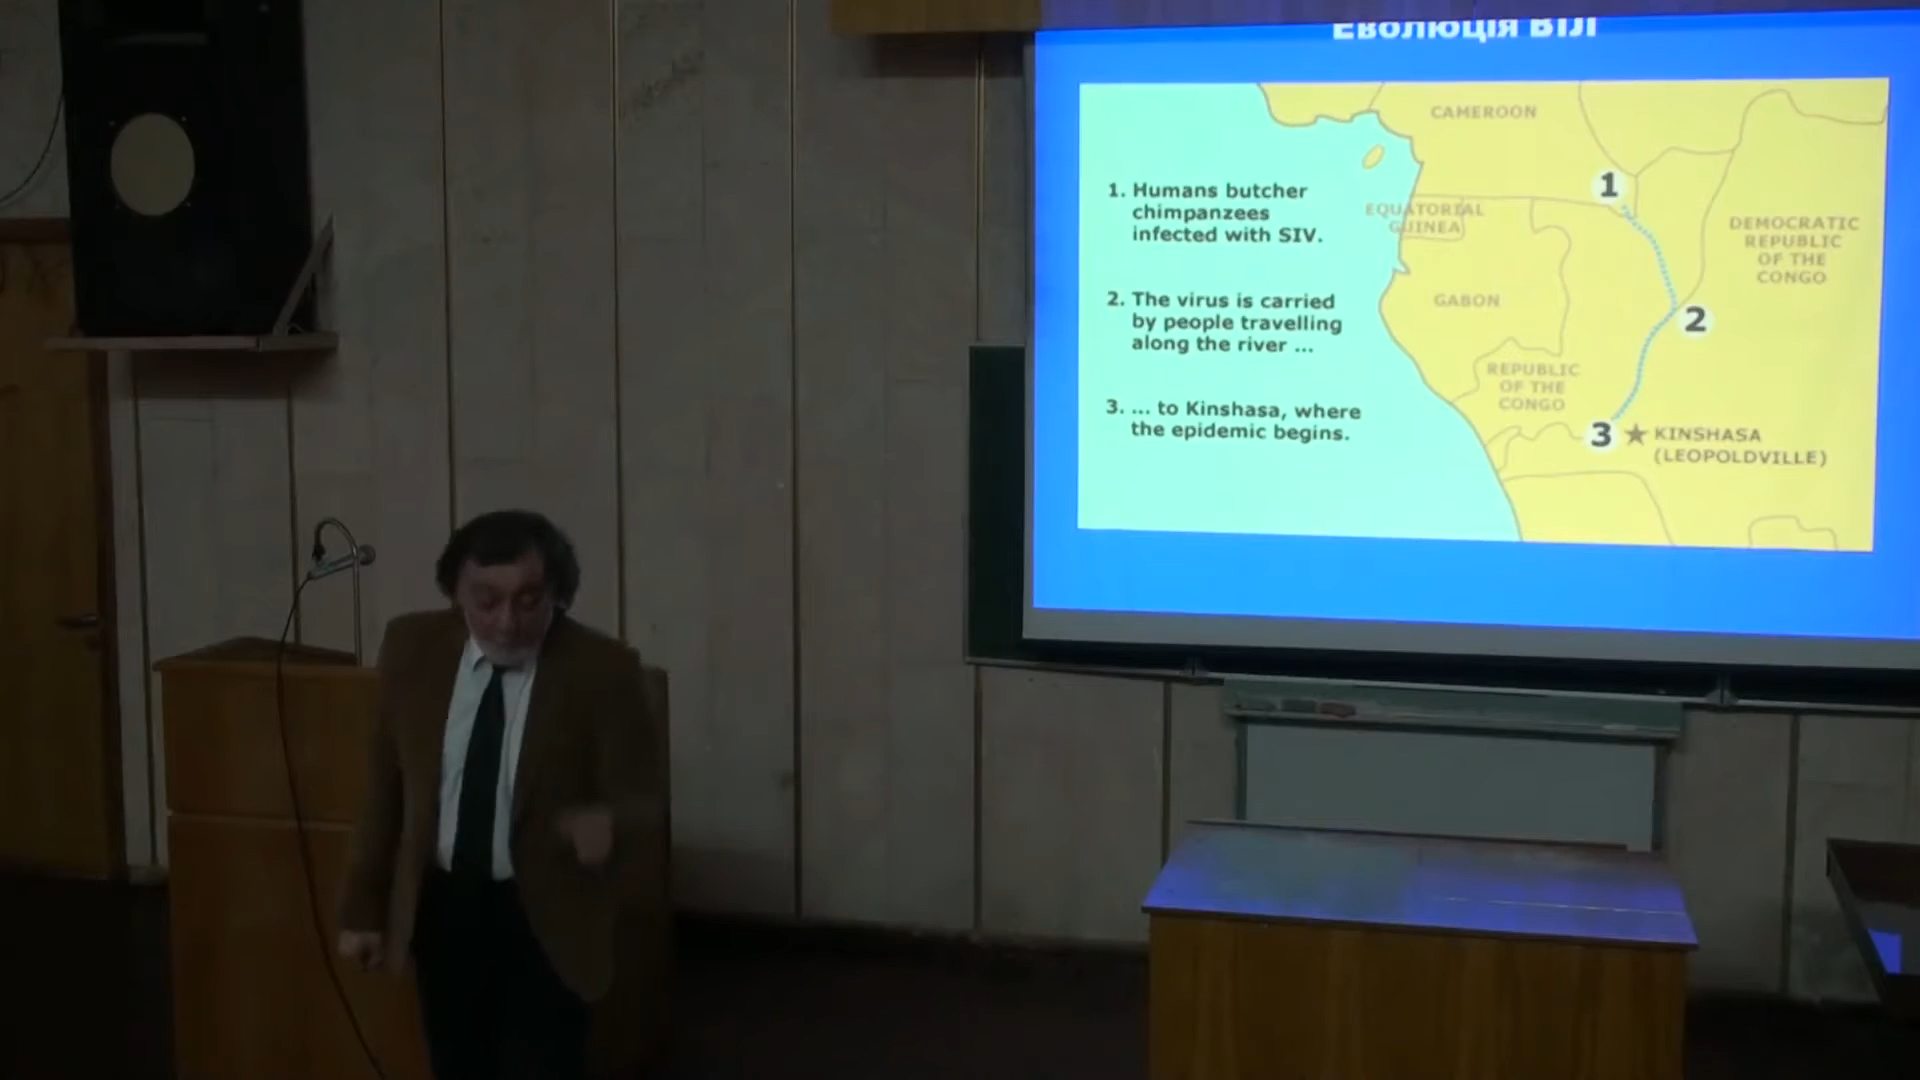 Еволюція ВІЛ
CAMEROON
1
1. Humans butcher
chimpanzees
infected with SIV.
EQUATORIAL
GUINEA
DEMOCRATIC
REPUBLIC
OF THE
CONGO
2. The virus is carried
by people travelling
along the river ...
GABON
2
REPUBLIC
OF THE
CONGO
3. ... to Kinshasa, where
the epidemic begins.
3
KINSHASA
(LEOPOLDVILLE)